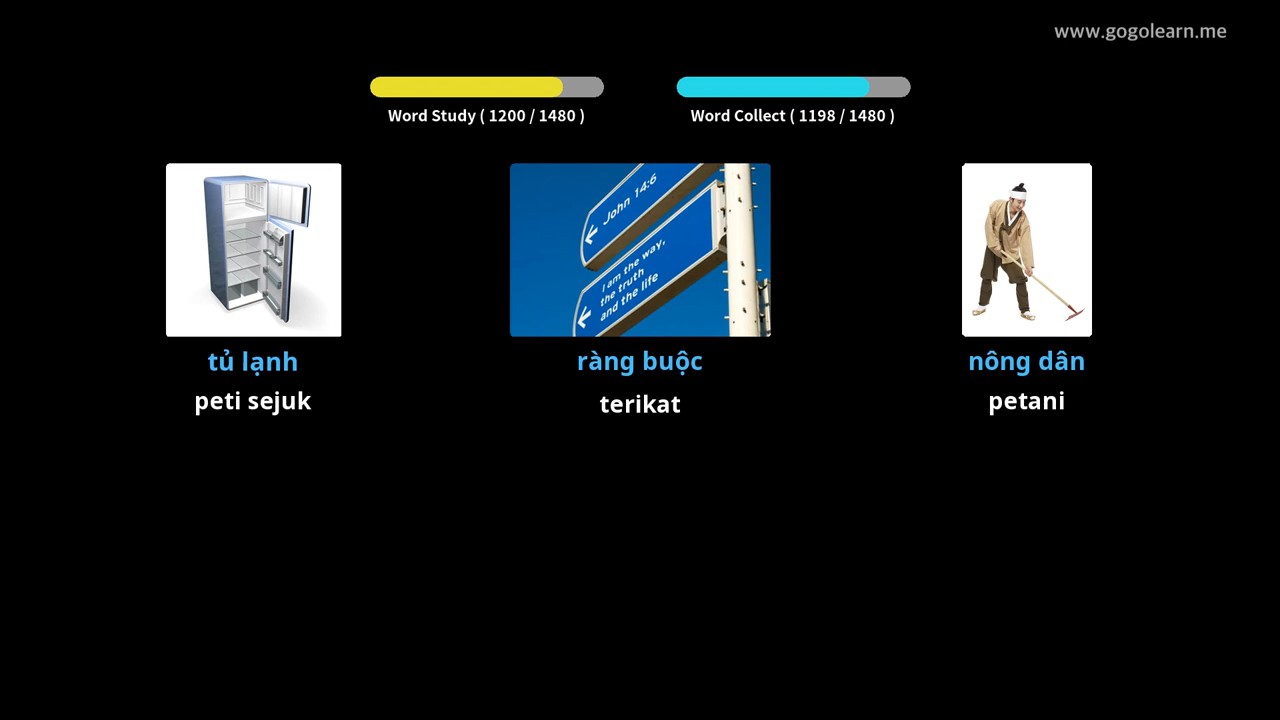 www.gogolearn.me
Word Study ( 1200 / 1480 )
Word Collect ( 1198 / 1480 )
John 14:6
I am the way,
the truth
and the life
tủ lạnh
ràng buộc
nông dân
peti sejuk
terikat
petani